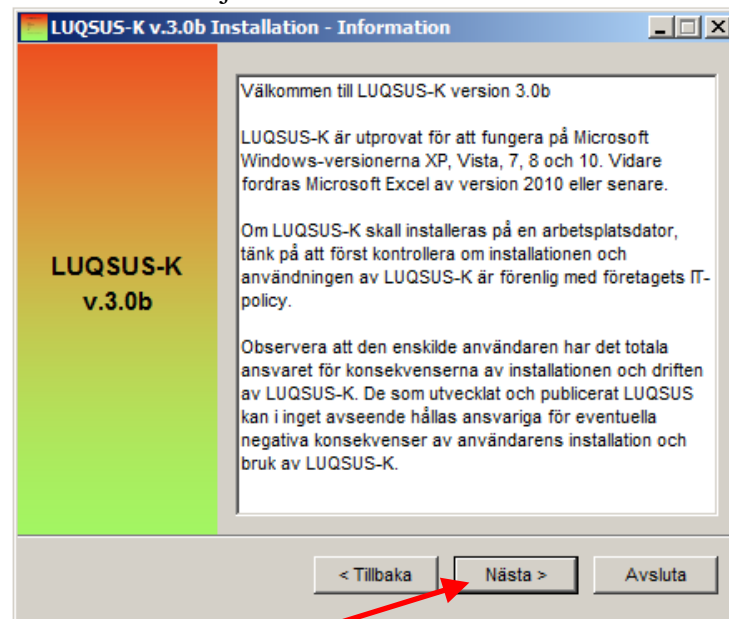 LUQSUS-K v.3.0b Installation - Information
Välkommen till LUQSUS-K version 3.0b
LUQSUS-K är utprovat för att fungera på Microsoft
Windows-versionerna XP, Vista, 7, 8 och 10. Vidare
fordras Microsoft Excel av version 2010 eller senare.
Om LUQSUS-K skall installeras på en arbetsplatsdator,
tänk på att först kontrollera om installationen och
användningen av LUQSUS-K är förenlig med företagets IT-
policy.
Observera att den enskilde användaren har det totala
ansvaret för konsekvenserna av installationen och driften
av LUQSUS-K. De som utvecklat och publicerat LUQSUS
kan i inget avseende hållas ansvariga för eventuella
negativa konsekvenser av användarens installation och
bruk av LUQSUS-K.
LUQSUS-K
v.3.0b
< Tillbaka
Nästa >
Avsluta